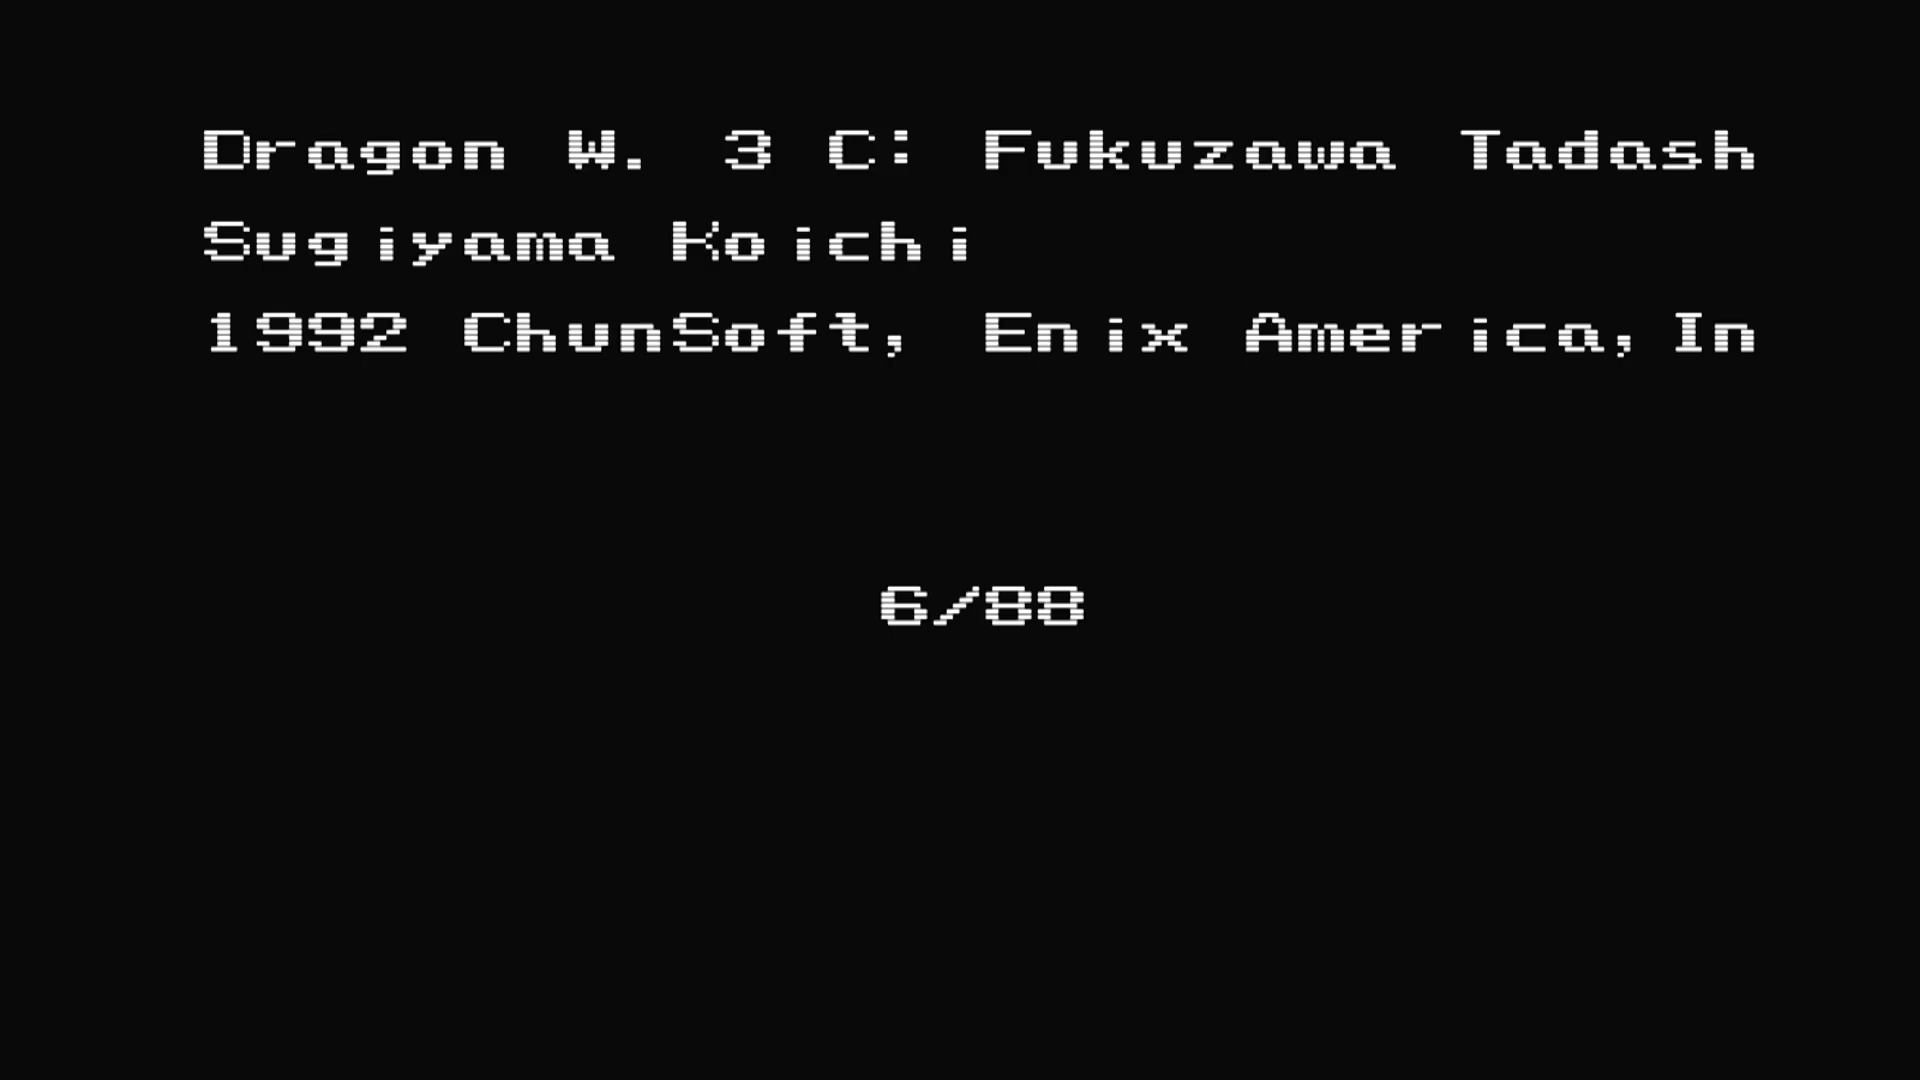 Dragon W. 3 C: Fukuzawa Tadash
Sugiyama Koichi
1992 ChunSoft, Enix America,In
6/88